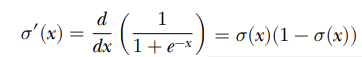 σ′(x) = d/dx (1/(1 + e^{−x})) = σ(x)(1 − σ(x))